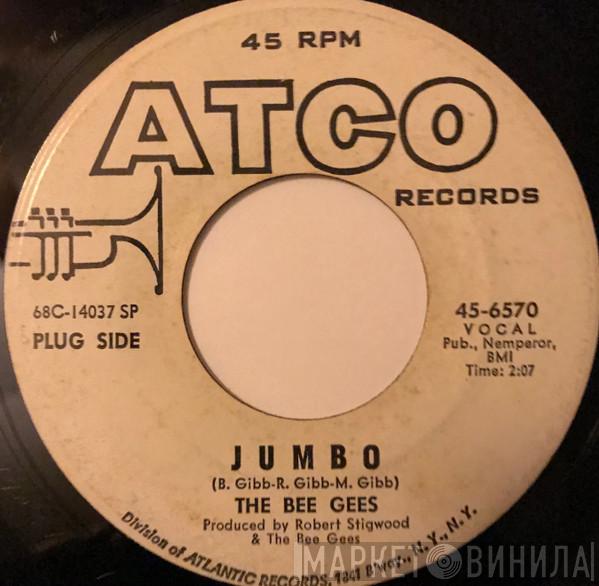 45 RPM
ATCO
RECORDS
68C-14037 SP
PLUG SIDE
45-6570
VOCAL
Pub., Nemperor,
BMI
Time: 2:07
JUMBO
(B. Gibb-R. Gibb-M. Gibb)
THE BEE GEES
Produced by Robert Stigwood
& The Bee Gees
Division of ATLANTIC RECORDS, 1841 B'way., N.Y., N.Y.
МАРКЕТ ВИНИЛА